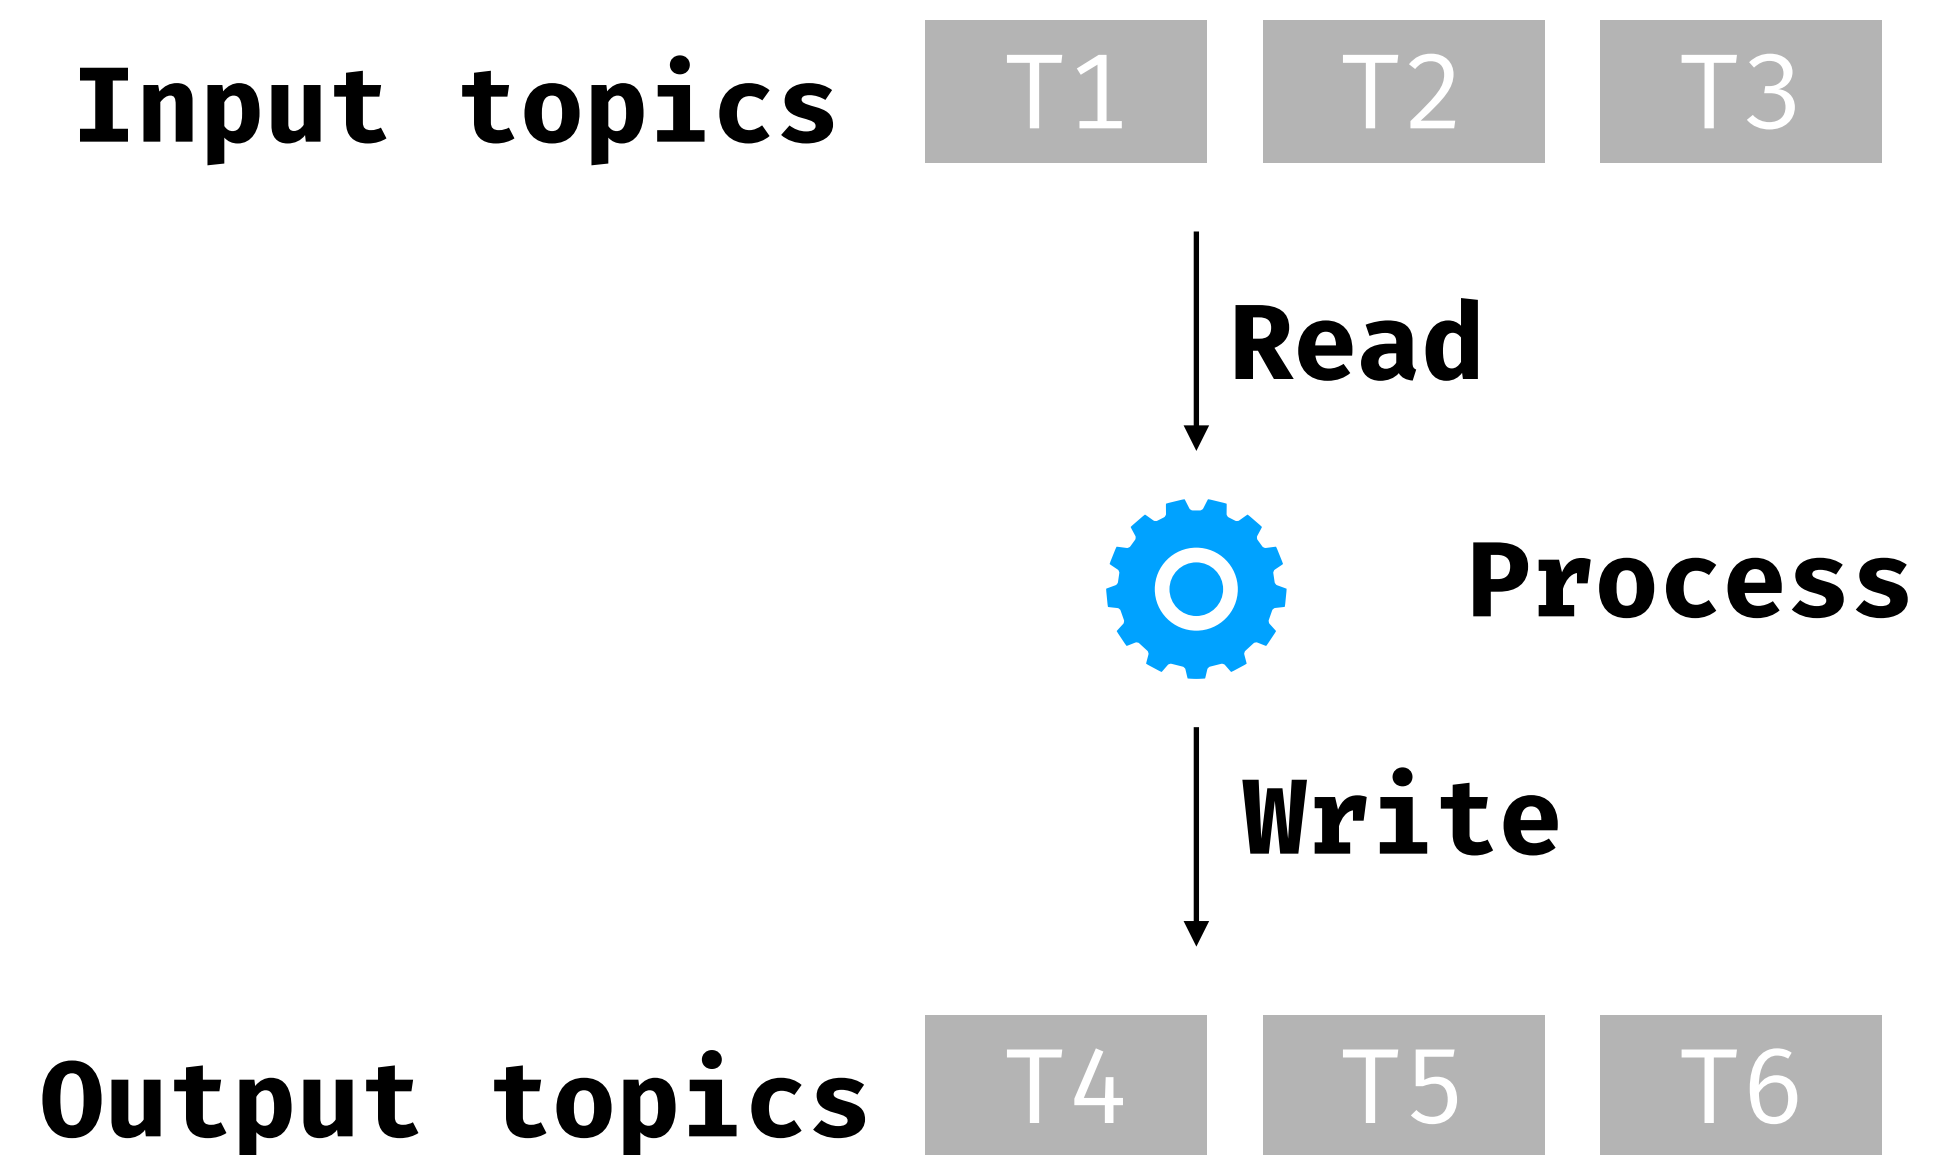 Input topics T1 T2 T3
Read
Process
Write
Output topics T4 T5 T6